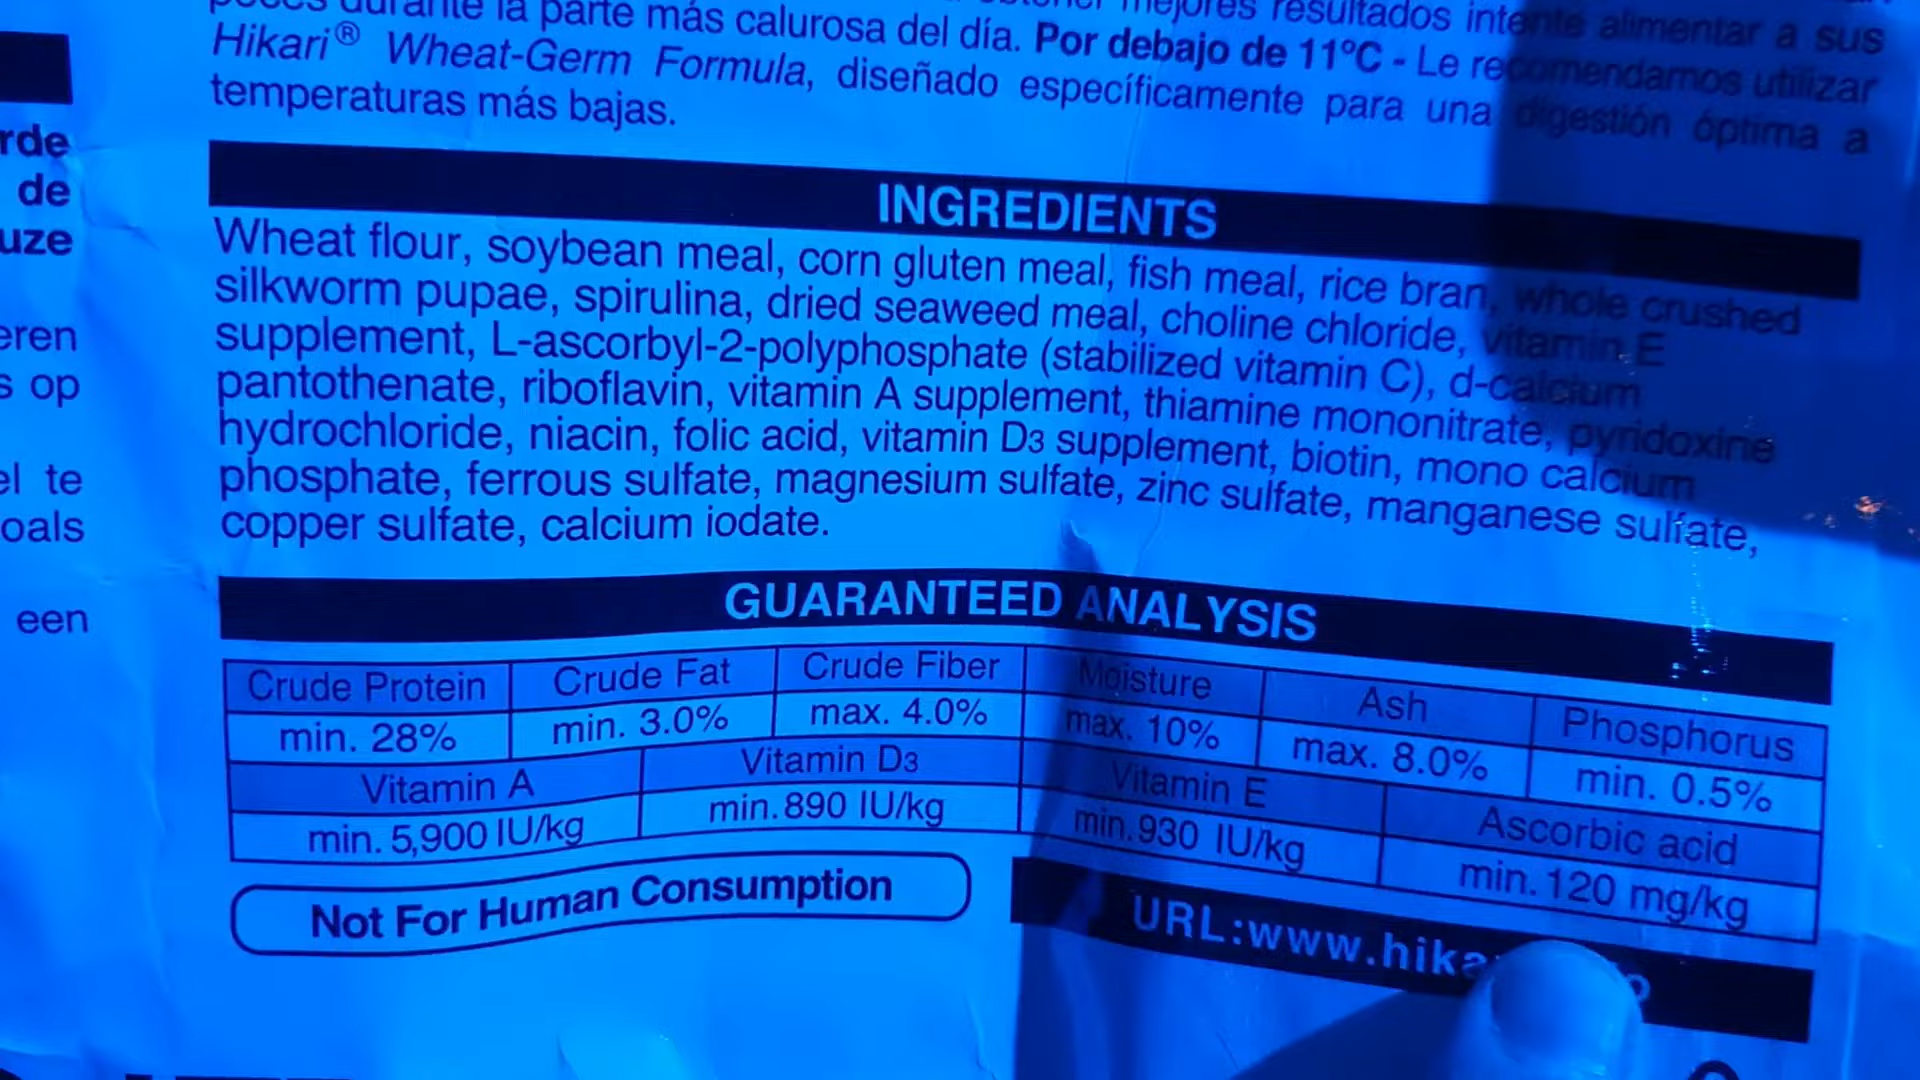 peces durante la parte más calurosa del día. Por debajo de 11°C - Le recomendamos utilizar
mejores resultados intente alimentar a sus
Hikari® Wheat-Germ Formula, diseñado específicamente para una digestión óptima a
temperaturas más bajas.
rde
de
uze
eren
s op
el te
oals
een
INGREDIENTS
Wheat flour, soybean meal, corn gluten meal, fish meal, rice bran, whole crushed
silkworm pupae, spirulina, dried seaweed meal, choline chloride, vitamin E
supplement, L-ascorbyl-2-polyphosphate (stabilized vitamin C), d-calcium
pantothenate, riboflavin, vitamin A supplement, thiamine mononitrate, pyridoxine
hydrochloride, niacin, folic acid, vitamin D3 supplement, biotin, mono calcium
phosphate, ferrous sulfate, magnesium sulfate, zinc sulfate, manganese sulfate,
copper sulfate, calcium iodate.
GUARANTEED ANALYSIS
Crude Protein Crude Fat Crude Fiber Moisture Ash Phosphorus
min. 28% min. 3.0% max. 4.0% max. 10% max. 8.0% min. 0.5%
Vitamin A Vitamin D3 Vitamin E Ascorbic acid
min. 5,900 IU/kg min. 890 IU/kg min. 930 IU/kg min. 120 mg/kg
Not For Human Consumption
URL:www.hika